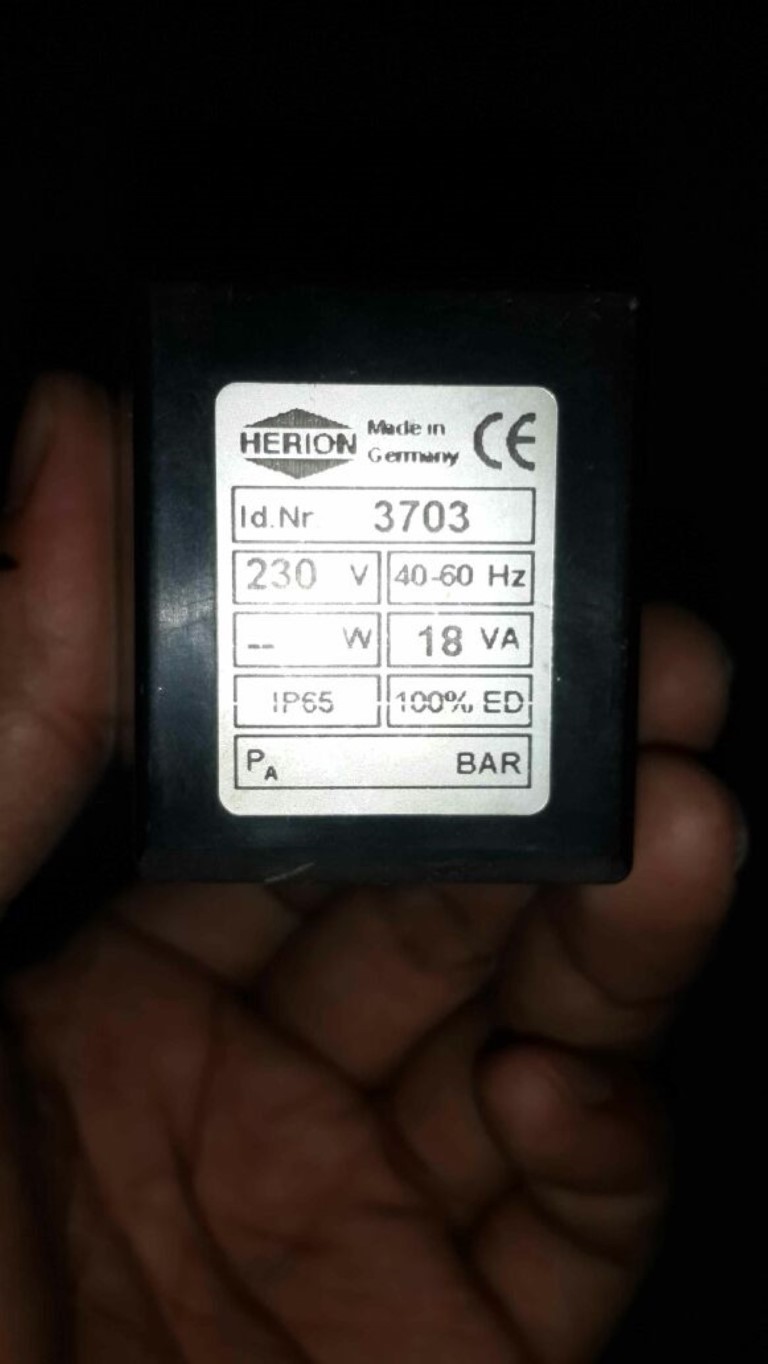 HERION Made in Germany CE
Id.Nr 3703
230 V 40-60 Hz
-- W 18 VA
IP65 100% ED
PA BAR